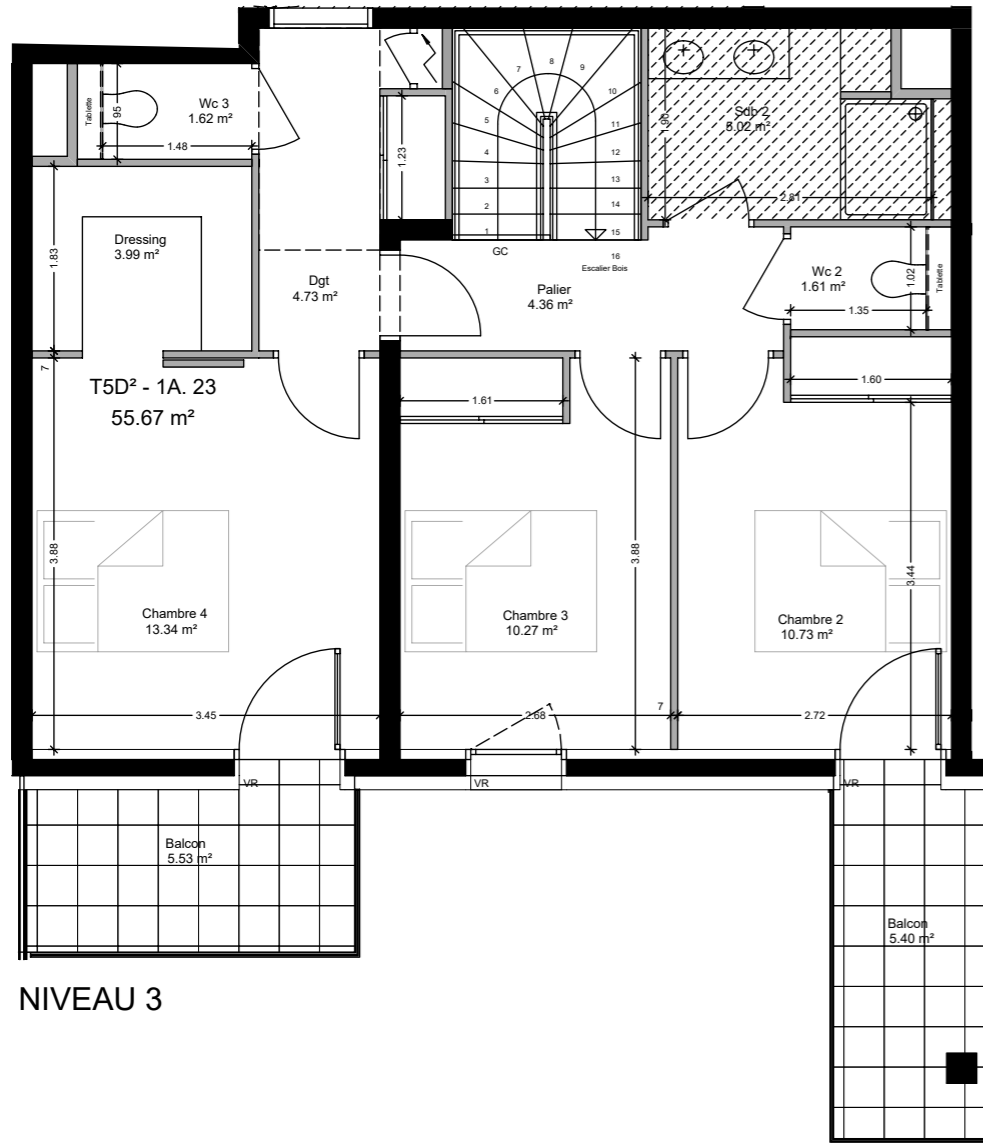 Tablette
95
Wc 3
1.62 m²
1.48
1.23
1
2
3
4
5
6
7
8
9
10
11
12
13
14
15
16
GC
Escalier Bois
1.90
Sdb 2
5.02 m²
2.81
Dressing
3.99 m²
1.83
Dgt
4.73 m²
Palier
4.36 m²
Wc 2
1.61 m²
1.02
Tablette
1.35
7
T5D² - 1A. 23
55.67 m²
1.61
1.60
3.88
3.88
3.44
Chambre 4
13.34 m²
Chambre 3
10.27 m²
Chambre 2
10.73 m²
3.45
2.68
7
2.72
VR
VR
VR
Balcon
5.53 m²
Balcon
5.40 m²
NIVEAU 3